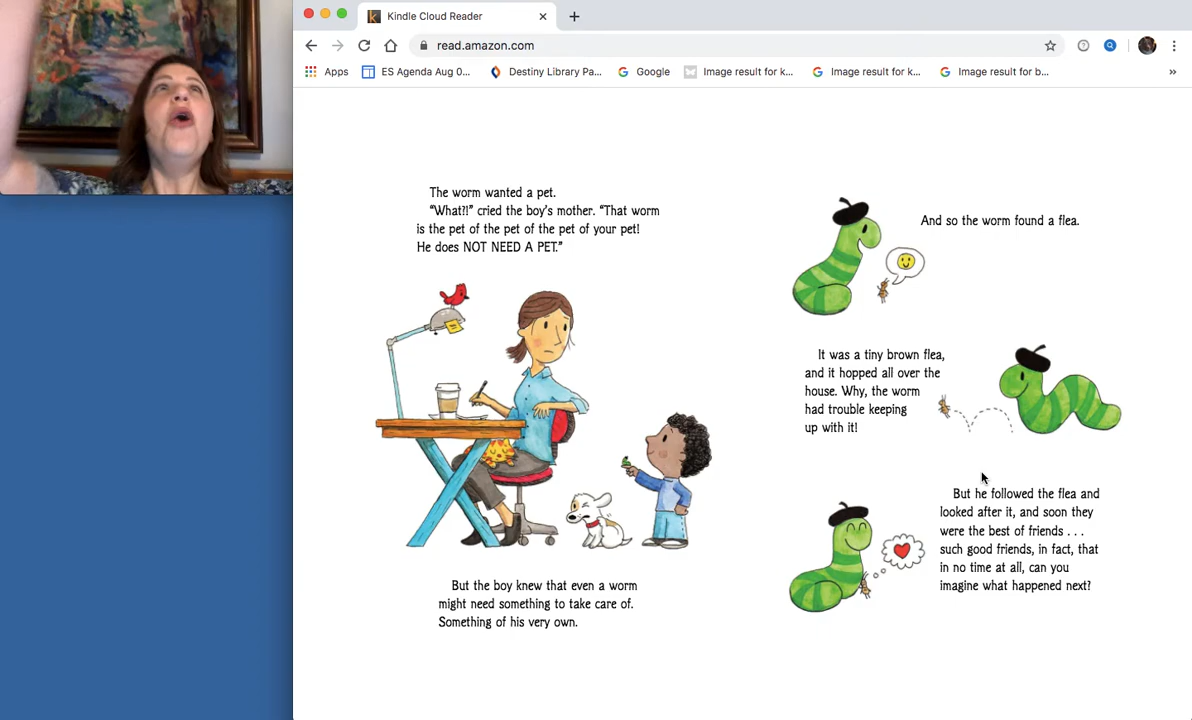 Kindle Cloud Reader
read.amazon.com
Apps
ES Agenda Aug 0...
Destiny Library Pa...
Google
Image result for k...
Image result for k...
Image result for b...
The worm wanted a pet.
“What?!” cried the boy’s mother. “That worm
is the pet of the pet of the pet of your pet!
He does NOT NEED A PET.”
But the boy knew that even a worm
might need something to take care of.
Something of his very own.
And so the worm found a flea.
It was a tiny brown flea,
and it hopped all over the
house. Why, the worm
had trouble keeping
up with it!
But he followed the flea and
looked after it, and soon they
were the best of friends . . .
such good friends, in fact, that
in no time at all, can you
imagine what happened next?